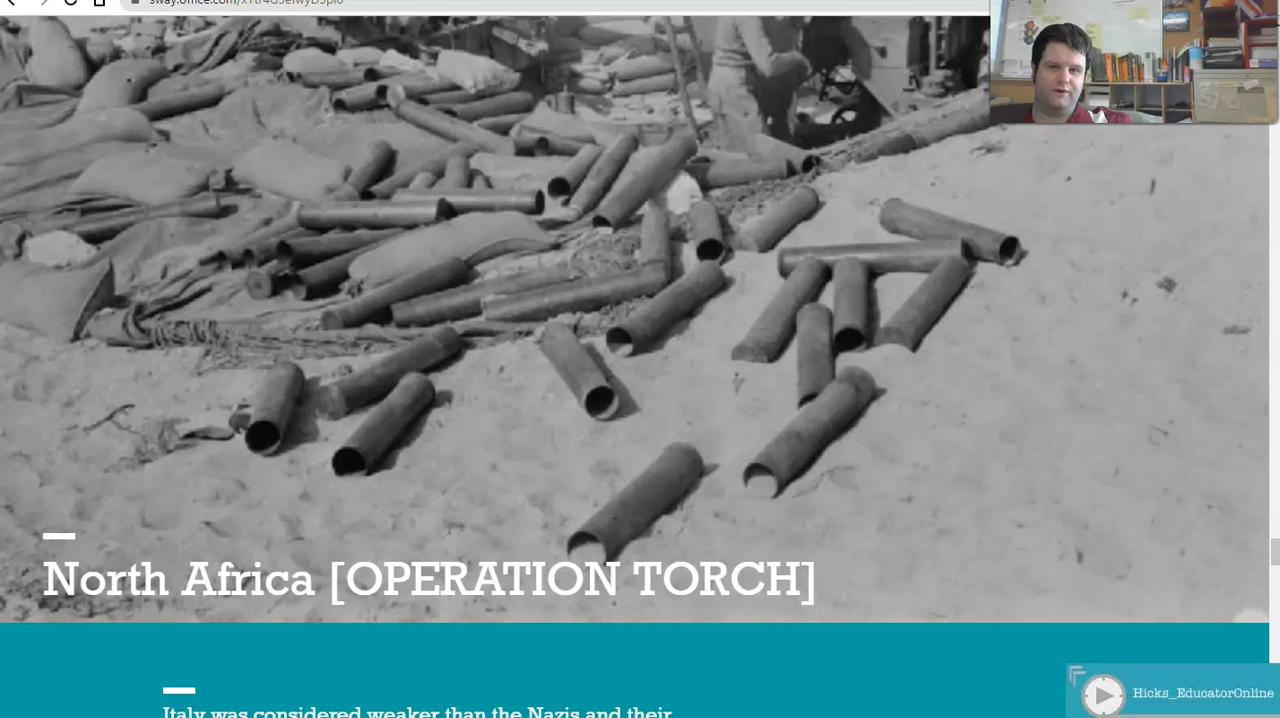 North Africa [OPERATION TORCH]
Italy was considered weaker than the Nazis and their
Hicks_EducatorOnline